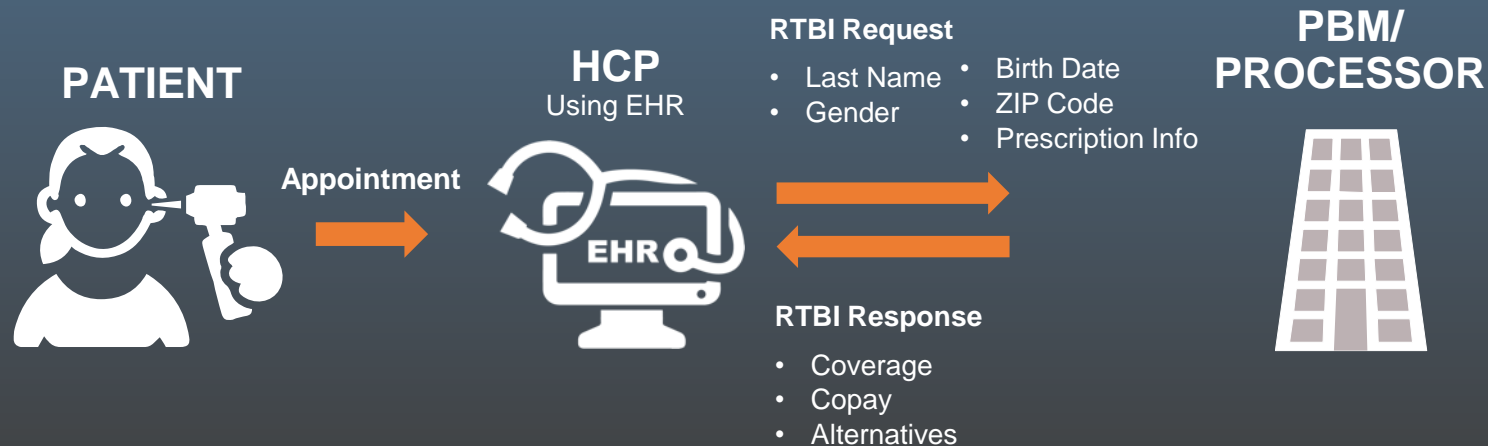 PATIENT
Appointment
HCP
Using EHR
EHR
RTBI Request
• Last Name
• Gender
• Birth Date
• ZIP Code
• Prescription Info
RTBI Response
• Coverage
• Copay
• Alternatives
PBM/
PROCESSOR